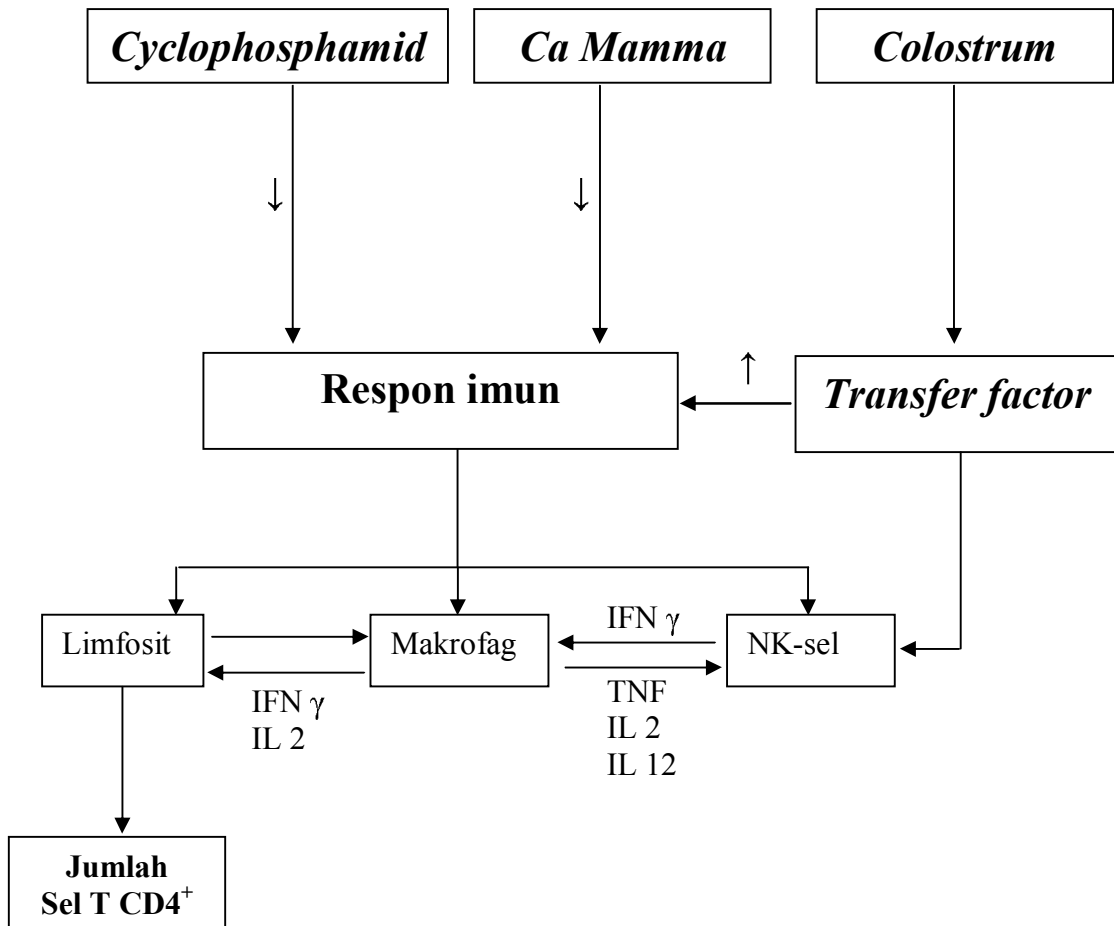 Cyclophosphamid
Ca Mamma
Colostrum
↓
↓
↑
Respon imun
Transfer factor
Limfosit
Makrofag
IFN γ
NK-sel
IFN γ
IL 2
TNF
IL 2
IL 12
Jumlah
Sel T CD4⁺